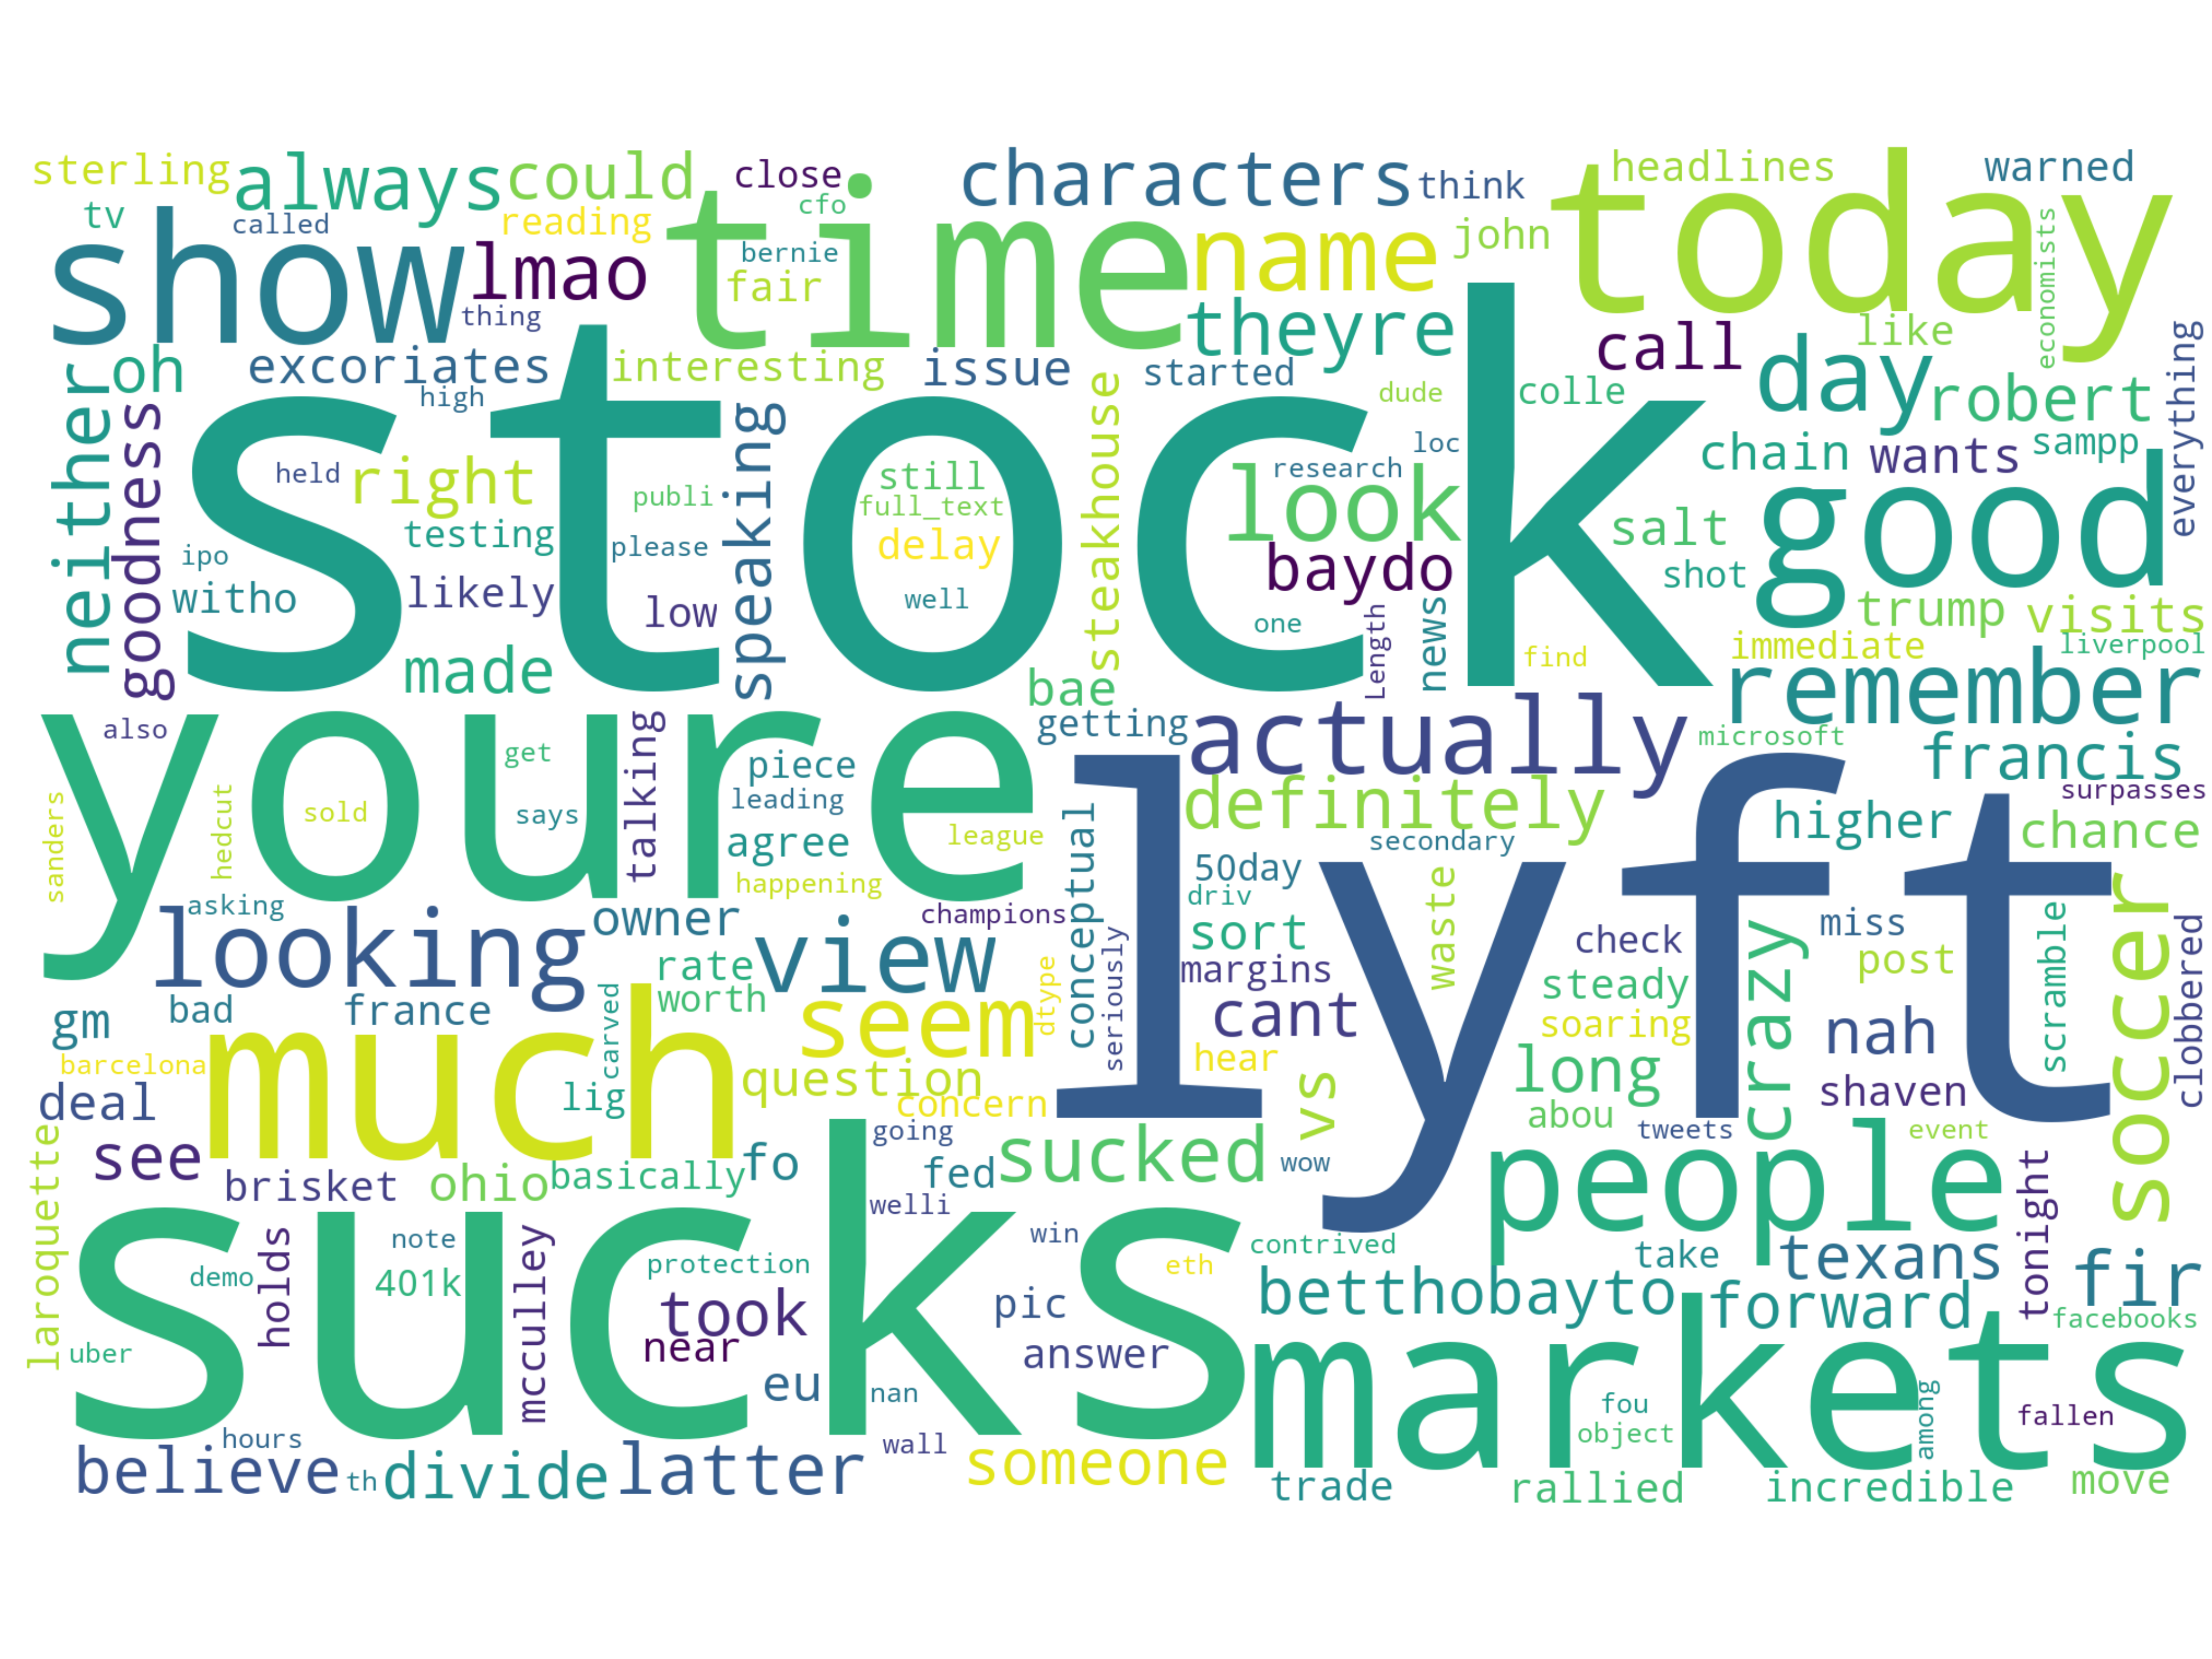 sterling
always
could
close
characters
think
headlines
warned
tv
called
reading
cfo
time
name
john
today
economists
show
lmao
bernie
fair
thing
theyre
call
like
everything
neither
oh
excoriates
interesting
issue
started
day
robert
goodness
high
stock
steakhouse
dude
colle
speaking
held
right
publi
still
full_text
delay
well
research
loc
look
chain
wants
sampp
good
testing
please
ipo
witho
likely
low
baydo
salt
shot
one
Length
news
find
trump
visits
immediate
liverpool
made
bae
remember
youre
also
talking
getting
actually
microsoft
francis
get
piece
lyft
surpasses
sanders
hedcut
sold
says
leading
league
agree
conceptual
definitely
secondary
higher
chance
happening
50day
driv
waste
asking
looking
owner
champions
view
sort
check
crazy
miss
scramble
soccer
clobbered
rate
seriously
margins
steady
post
gm
bad
france
carved
worth
seem
dtype
cant
soaring
nah
barcelona
much
lig
question
hear
vs
long
shaven
deal
concern
abou
laroquette
see
going
sucked
tweets
event
brisket
ohio
basically
fo
fed
wow
people
tonight
welli
sucks
holds
note
mcculley
win
contrived
take
texans
fir
demo
401k
protection
eth
pic
betthobayto
forward
facebooks
uber
took
near
answer
markets
eu
nan
fou
object
among
fallen
hours
wall
believe
th
divide
latter
someone
trade
rallied
incredible
move